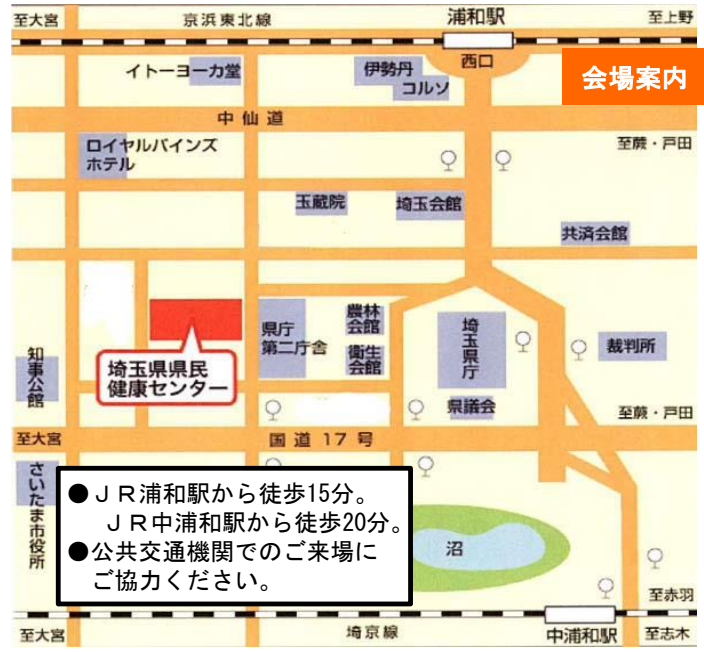 至大宮
京浜東北線
浦和駅
至上野
西口
会場案内
イトーヨーカ堂
伊勢丹
コルソ
中仙道
ロイヤルパインズ
ホテル
至蕨・戸田
玉蔵院
埼玉会館
共済会館
県庁
第二庁舎
農林
会館
衛生
会館
埼玉県庁
裁判所
知事公館
埼玉県県民
健康センター
県議会
至蕨・戸田
至大宮
国道17号
さいたま市役所
●ＪＲ浦和駅から徒歩15分。
ＪＲ中浦和駅から徒歩20分。
●公共交通機関でのご来場に
ご協力ください。
沼
至赤羽
至大宮
埼京線
中浦和駅
至志木